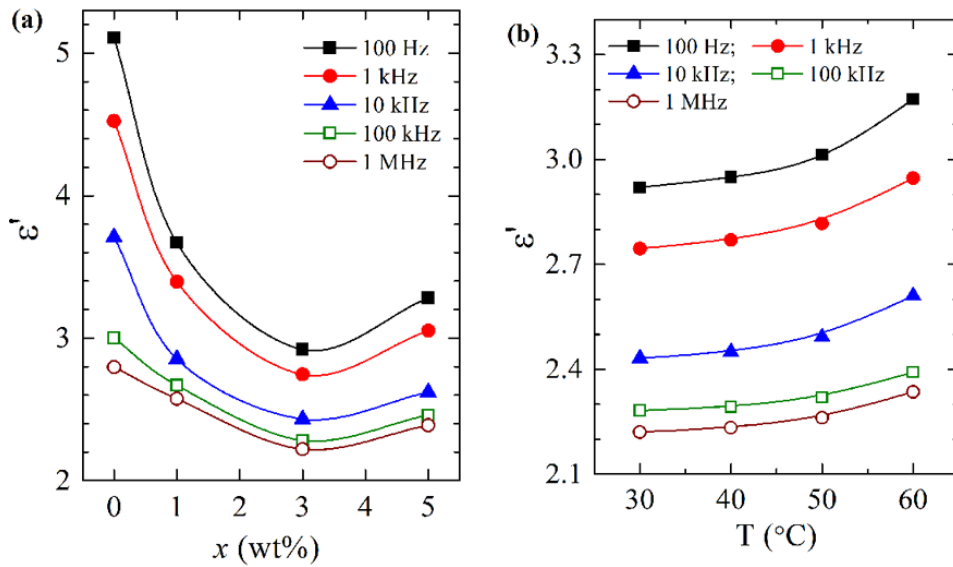 (a)
5
4
3
2
ε'
0
1
2
3
4
5
x (wt%)
100 Hz
1 kHz
10 kHz
100 kHz
1 MHz
(b)
3.3
3.0
2.7
2.4
2.1
ε'
30
40
50
60
T (°C)
100 Hz; 1 kHz
10 kHz; 100 kHz
1 MHz